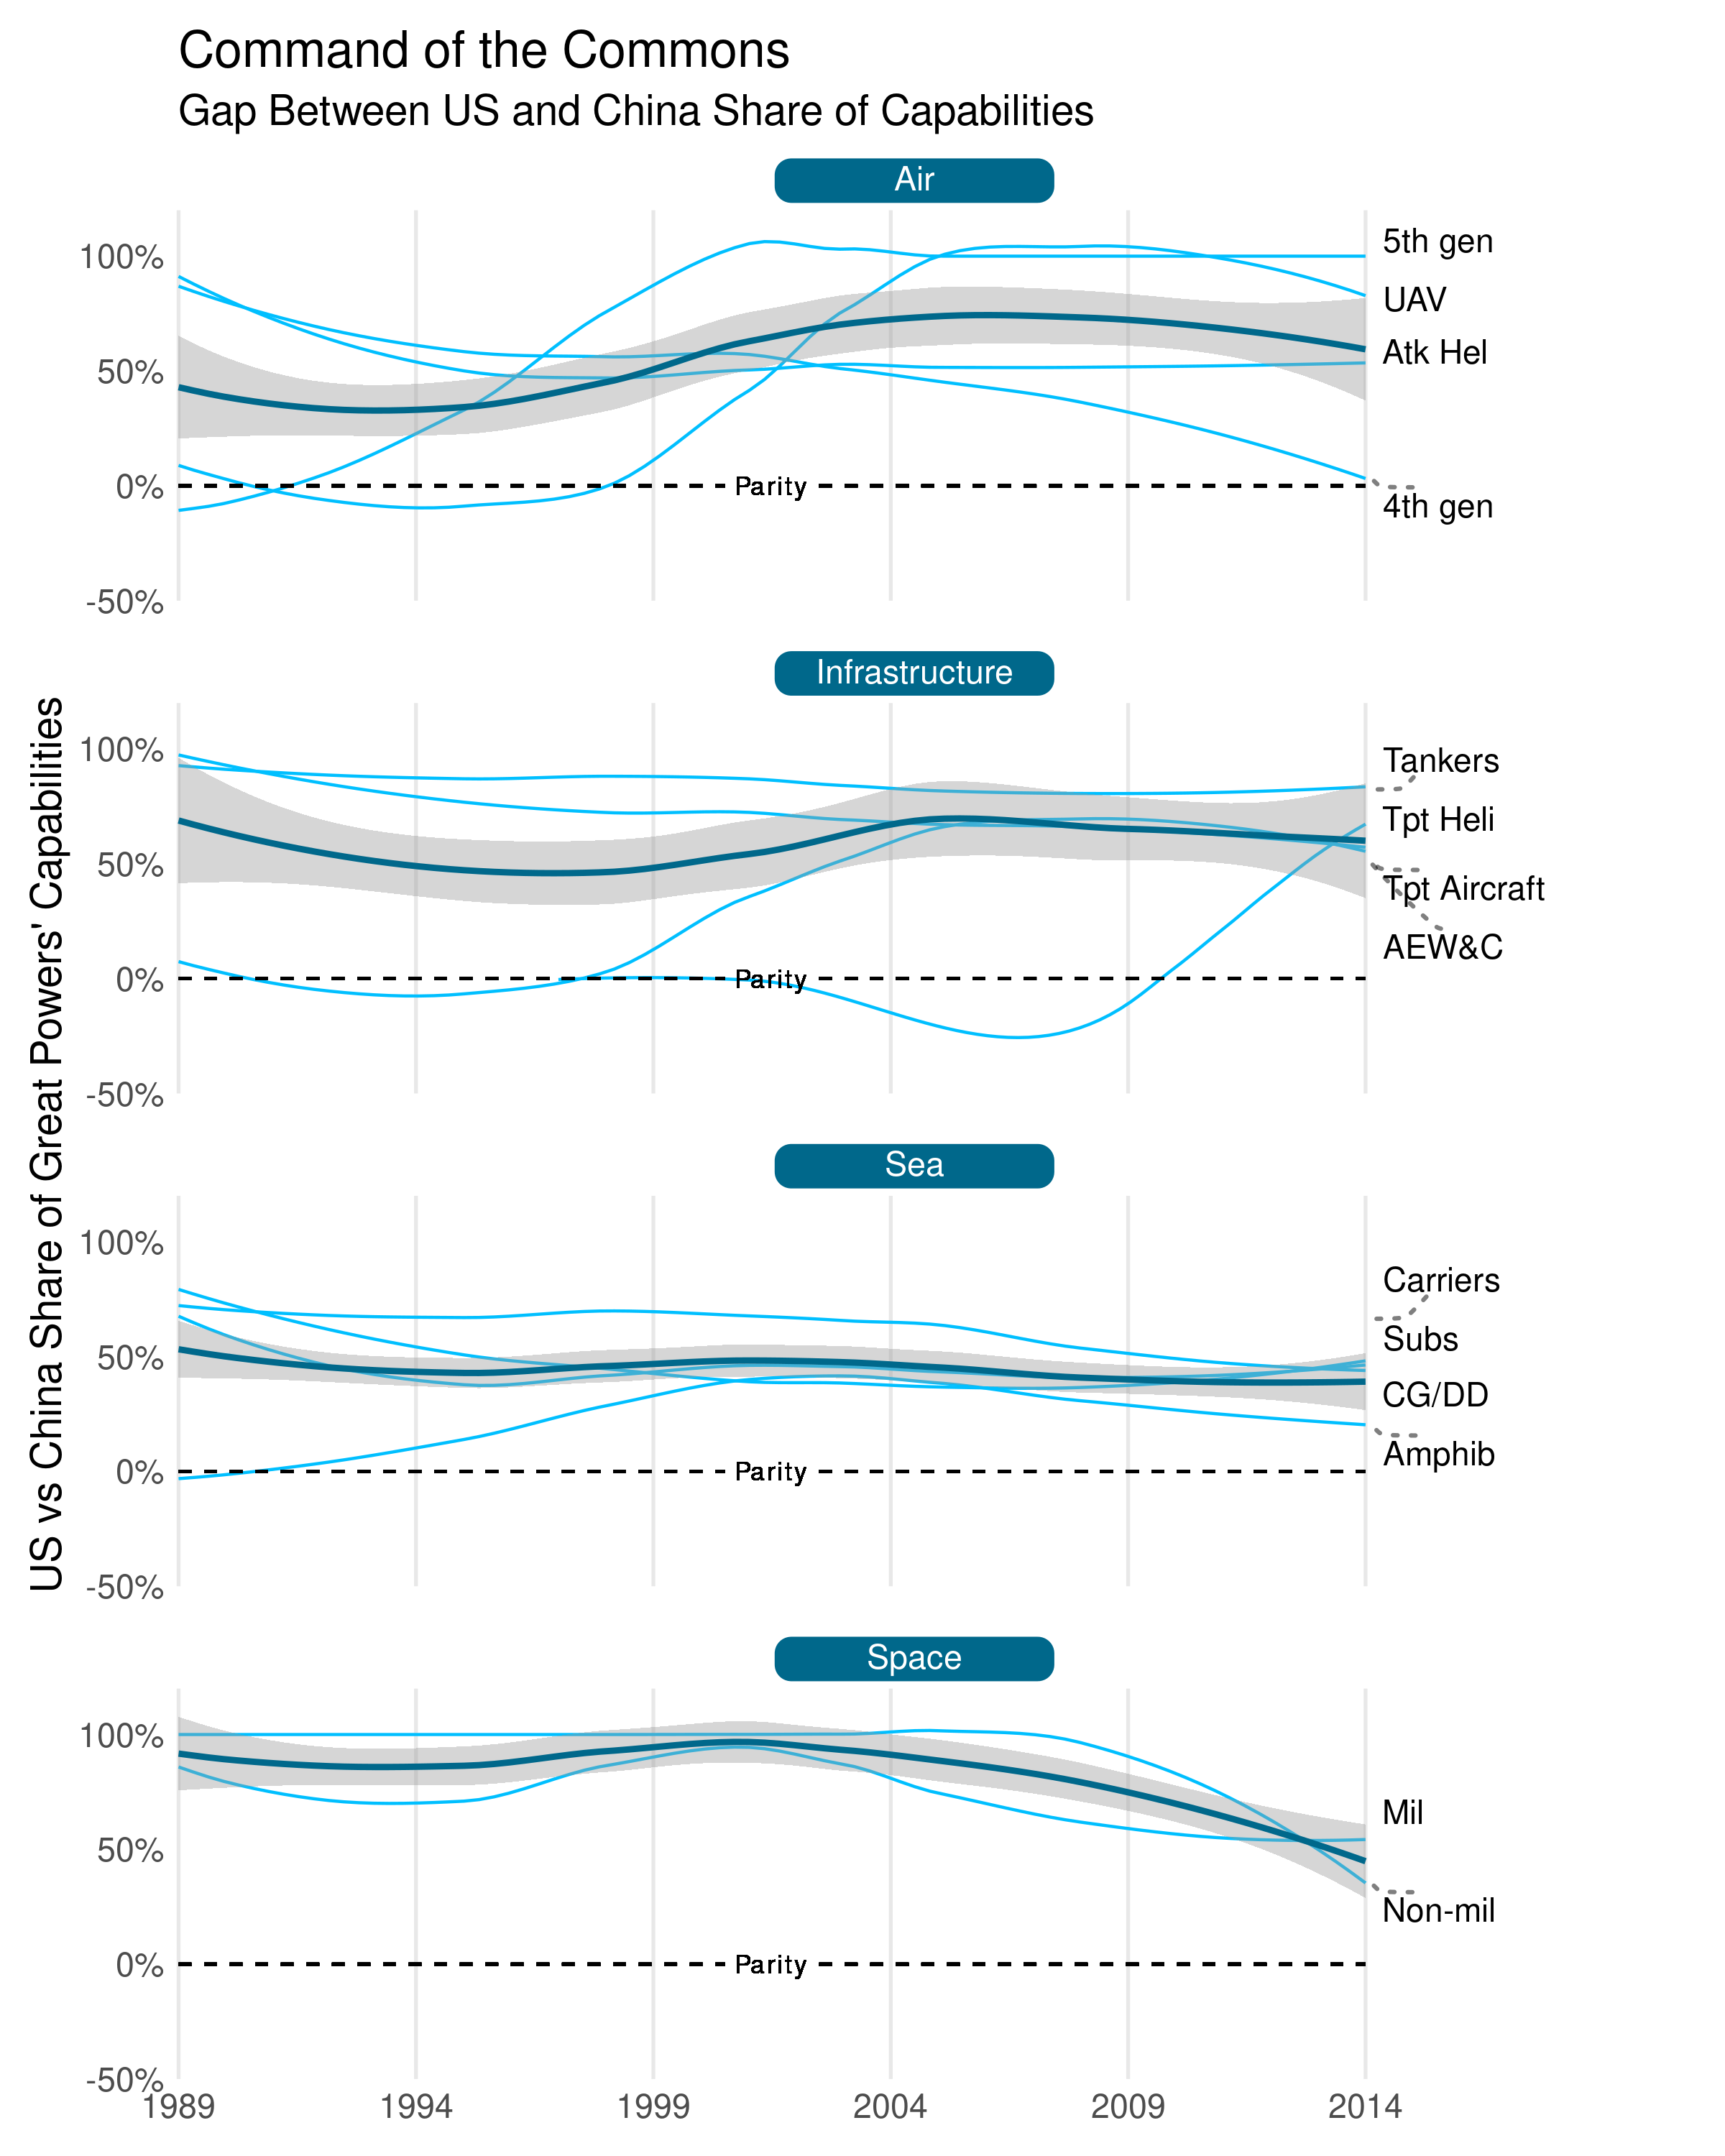 Command of the Commons
Gap Between US and China Share of Capabilities
US vs China Share of Great Powers' Capabilities
Air
100%
50%
0%
-50%
Parity
5th gen
UAV
Atk Hel
4th gen
Infrastructure
100%
50%
0%
-50%
Parity
Tankers
Tpt Heli
Tpt Aircraft
AEW&C
Sea
100%
50%
0%
-50%
Parity
Carriers
Subs
CG/DD
Amphib
Space
100%
50%
0%
-50%
Parity
Mil
Non-mil
1989 1994 1999 2004 2009 2014